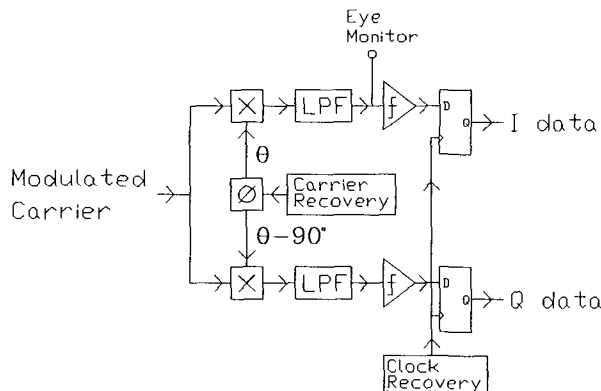 Eye
Monitor
X
LPF
f
D
Q
I data
θ
Modulated
Carrier
Ø
Carrier
Recovery
θ-90°
X
LPF
f
D
Q
Q data
Clock
Recovery